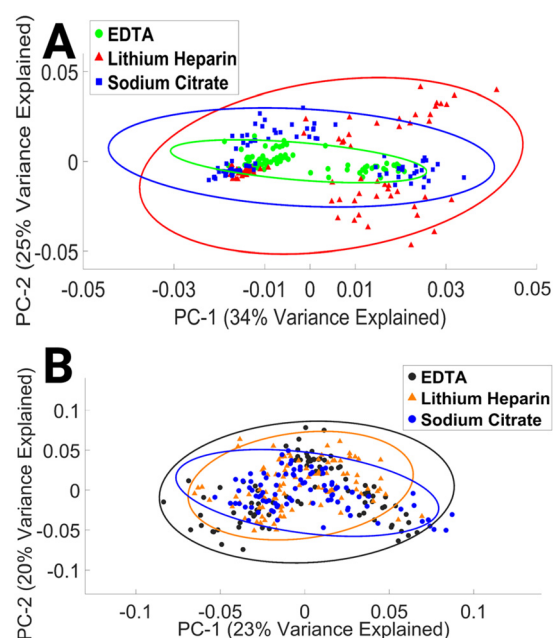 A
EDTA
Lithium Heparin
Sodium Citrate
PC-2 (25% Variance Explained)
0.05
0
-0.05
-0.05 -0.03 -0.01 0 0.01 0.03 0.05
PC-1 (34% Variance Explained)
B
EDTA
Lithium Heparin
Sodium Citrate
PC-2 (20% Variance Explained)
0.1
0.05
0
-0.05
-0.1
-0.1 -0.05 0 0.05 0.1
PC-1 (23% Variance Explained)